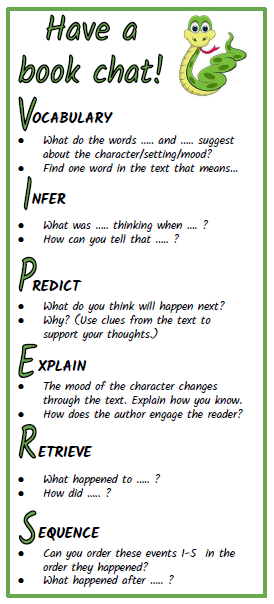 Have a
book chat!
VOCABULARY
• What do the words ..... and ..... suggest
about the character/setting/mood?
• Find one word in the text that means...
INFER
• What was ..... thinking when .... ?
• How can you tell that ..... ?
PREDICT
• What do you think will happen next?
• Why? (Use clues from the text to
support your thoughts.)
EXPLAIN
• The mood of the character changes
through the text. Explain how you know.
• How does the author engage the reader?
RETRIEVE
• What happened to ..... ?
• How did ..... ?
SEQUENCE
• Can you order these events 1-5 in the
order they happened?
• What happened after ..... ?